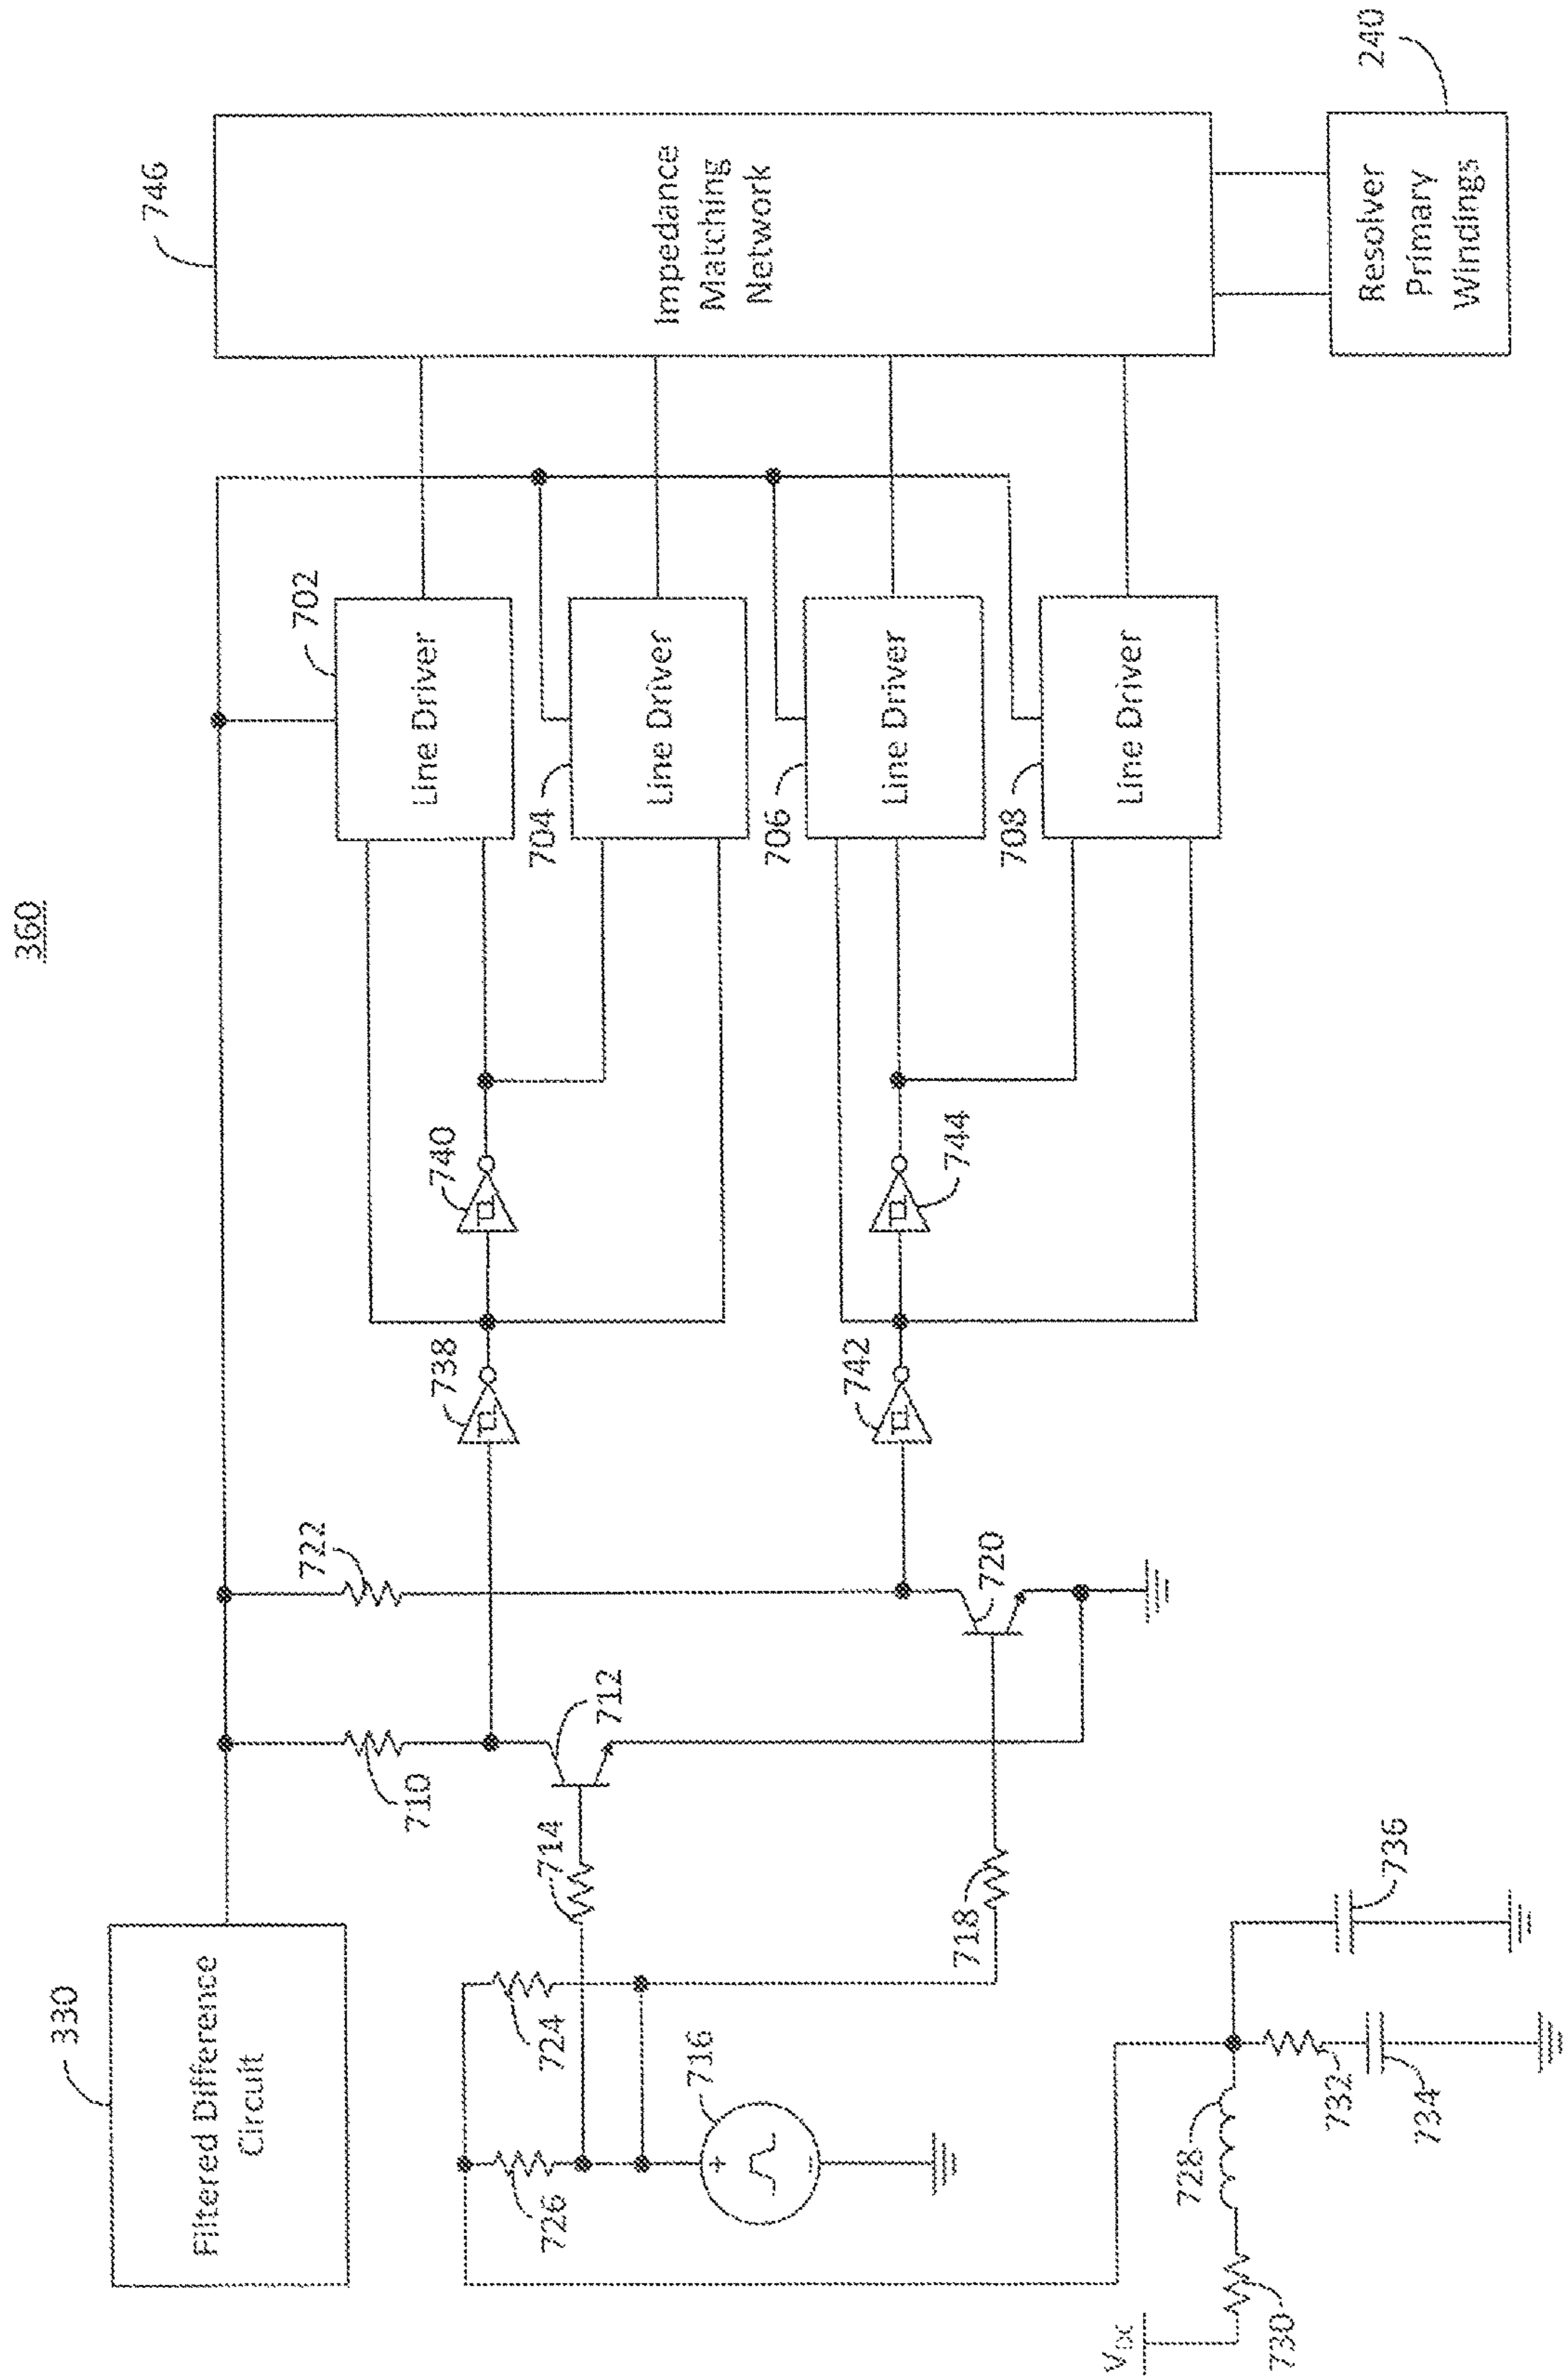 360
330
Filtered Difference
Circuit
710
722
738
740
702
Line Driver
746
Impedance
Matching
Network
704
Line Driver
742
744
706
Line Driver
708
Line Driver
712
714
720
718
724
726
716
+
-
V_DC
730
728
732
734
736
240
Resolver
Primary
Windings